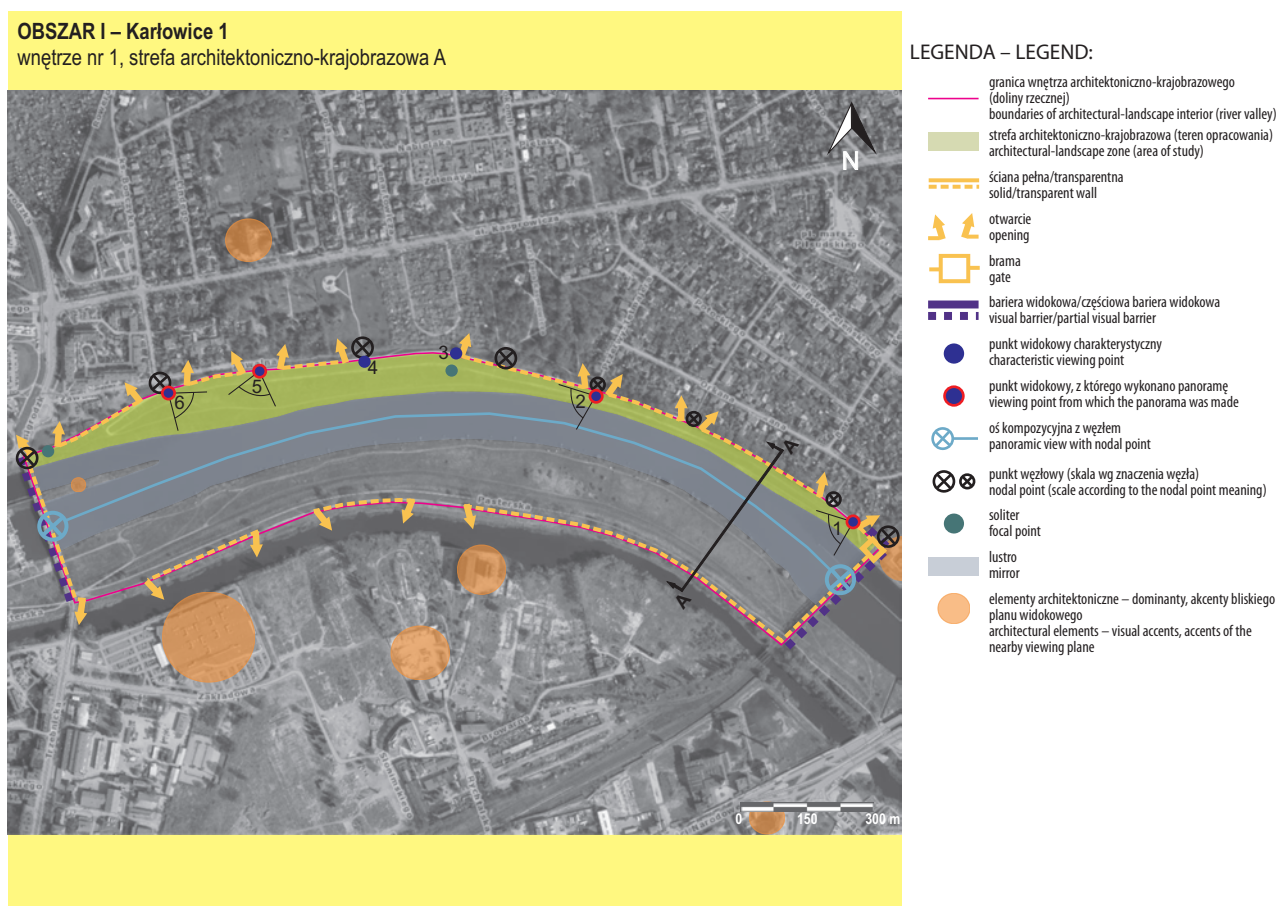 OBSZAR I – Karłowice 1
wnętrze nr 1, strefa architektoniczno-krajobrazowa A
N
3
4
5
6
2
A
1
A
Pasterska
Zakładowa
Browarna
0 150 300 m
LEGENDA – LEGEND:
granica wnętrza architektoniczno-krajobrazowego
(doliny rzecznej)
boundaries of architectural-landscape interior (river valley)
strefa architektoniczno-krajobrazowa (teren opracowania)
architectural-landscape zone (area of study)
ściana pełna/transparentna
solid/transparent wall
otwarcie
opening
brama
gate
bariera widokowa/częściowa bariera widokowa
visual barrier/partial visual barrier
punkt widokowy charakterystyczny
characteristic viewing point
punkt widokowy, z którego wykonano panoramę
viewing point from which the panorama was made
oś kompozycyjna z węzłem
panoramic view with nodal point
punkt węzłowy (skala wg znaczenia węzła)
nodal point (scale according to the nodal point meaning)
soliter
focal point
lustro
mirror
elementy architektoniczne – dominanty, akcenty bliskiego
planu widokowego
architectural elements – visual accents, accents of the
nearby viewing plane